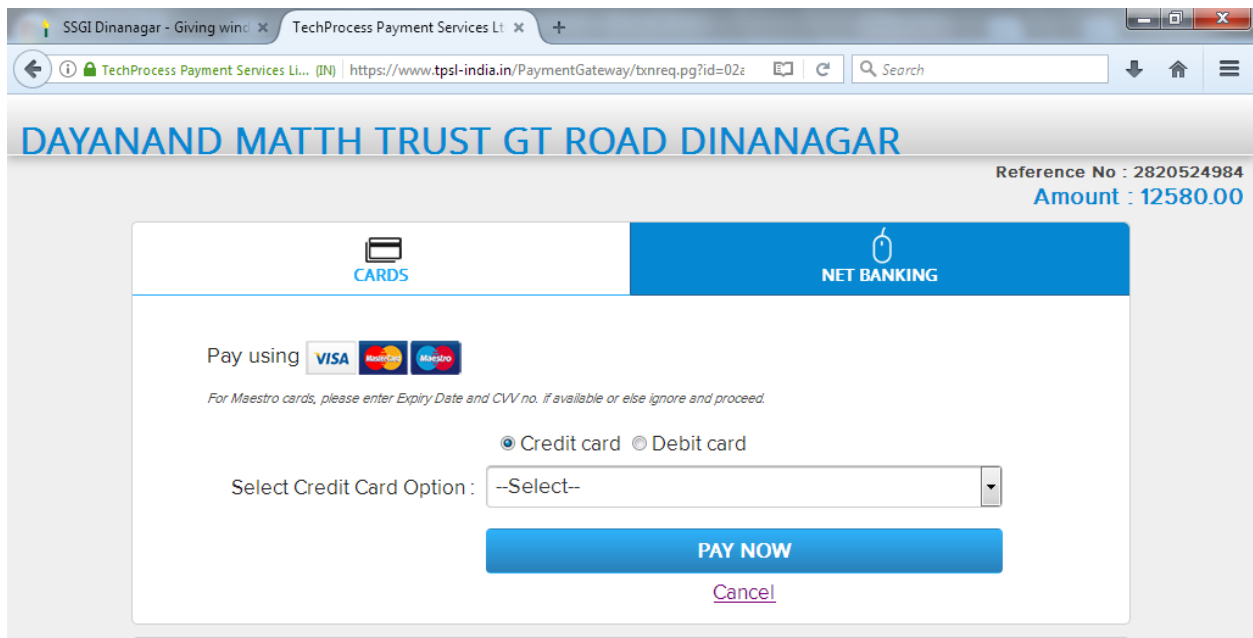 SSGI Dinanagar - Giving wind
TechProcess Payment Services Lt
TechProcess Payment Services Li... (IN) https://www.tpsl-india.in/PaymentGateway/txnreq.pg?id=02a Search
DAYANAND MATTH TRUST GT ROAD DINANAGAR
Reference No : 2820524984
Amount : 12580.00
CARDS
NET BANKING
Pay using VISA MasterCard Maestro
For Maestro cards, please enter Expiry Date and CVV no. if available or else ignore and proceed.
Credit card Debit card
Select Credit Card Option : --Select--
PAY NOW
Cancel